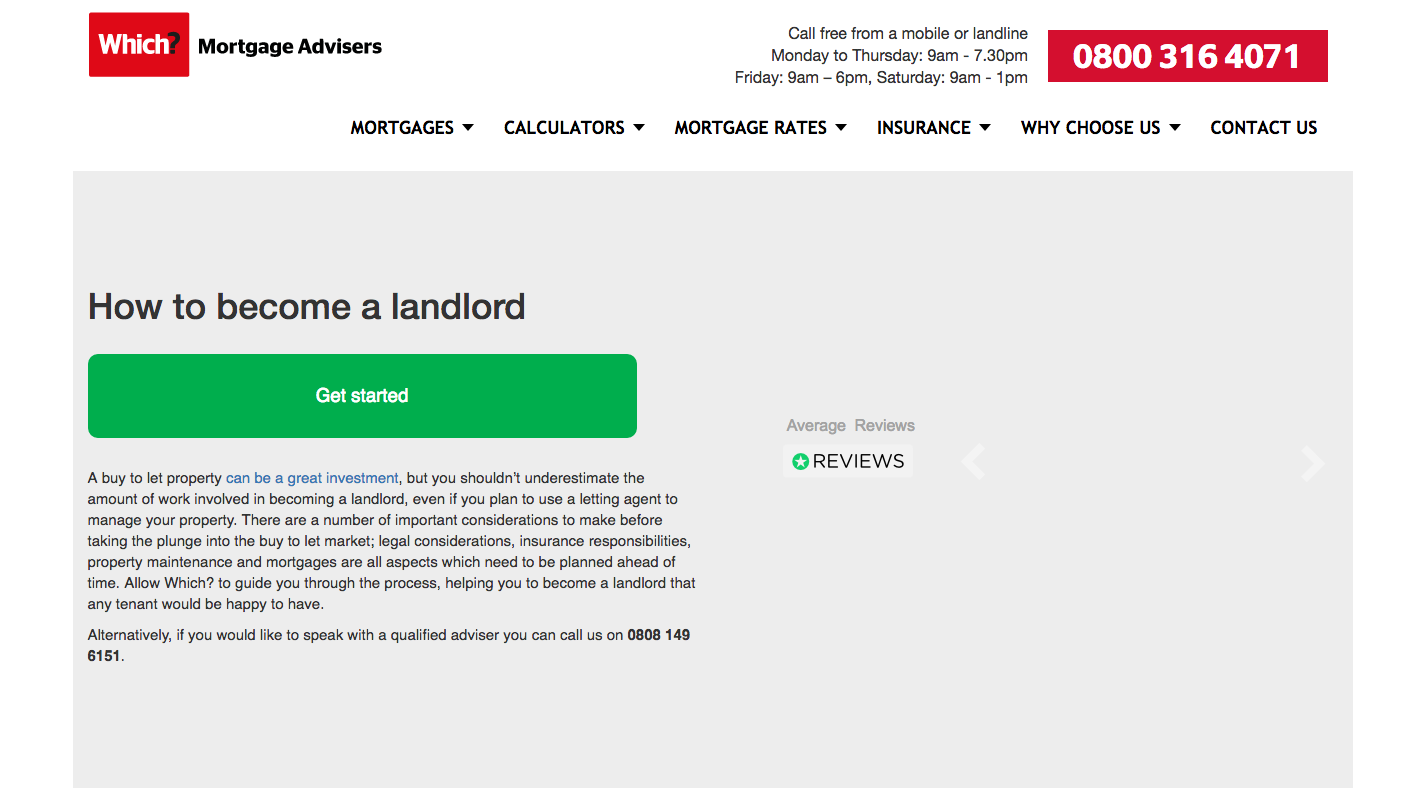 Which? Mortgage Advisers
Call free from a mobile or landline
Monday to Thursday: 9am - 7.30pm
Friday: 9am – 6pm, Saturday: 9am - 1pm
0800 316 4071
MORTGAGES
CALCULATORS
MORTGAGE RATES
INSURANCE
WHY CHOOSE US
CONTACT US
How to become a landlord
Get started
A buy to let property can be a great investment, but you shouldn’t underestimate the
amount of work involved in becoming a landlord, even if you plan to use a letting agent to
manage your property. There are a number of important considerations to make before
taking the plunge into the buy to let market; legal considerations, insurance responsibilities,
property maintenance and mortgages are all aspects which need to be planned ahead of
time. Allow Which? to guide you through the process, helping you to become a landlord that
any tenant would be happy to have.
Alternatively, if you would like to speak with a qualified adviser you can call us on 0808 149
6151.
Average Reviews
REVIEWS